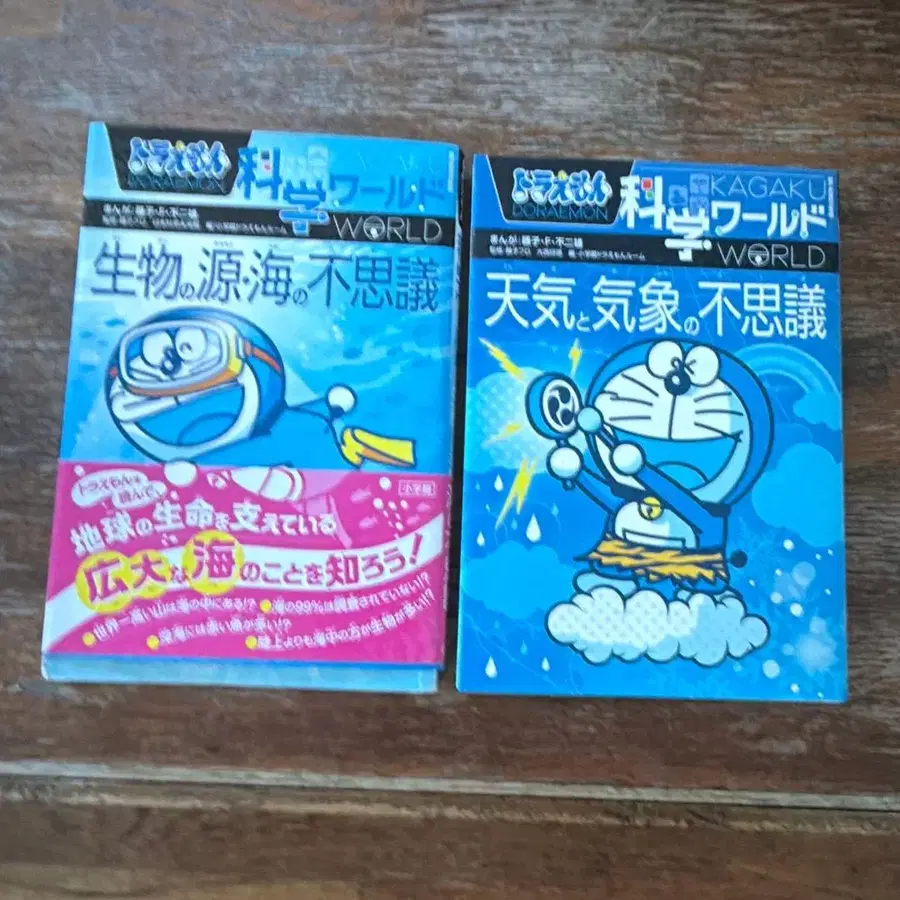 ドラえもん
DORAEMON
科学ワールド
WORLD
まんが:藤子・F・不二雄
生物の源・海の不思議
小学館
ドラえもんを
読んで、
地球の生命を支えている
広大な海のことを知ろう!
●世界一高い山は海の中にある!? ●海の99%は調査されていない!?
●深海には赤い魚が多い!? ●陸上よりも海中の方が生物が多い!?
ドラえもん
DORAEMON
KAGAKU
科学ワールド
WORLD
まんが:藤子・F・不二雄
天気と気象の不思議